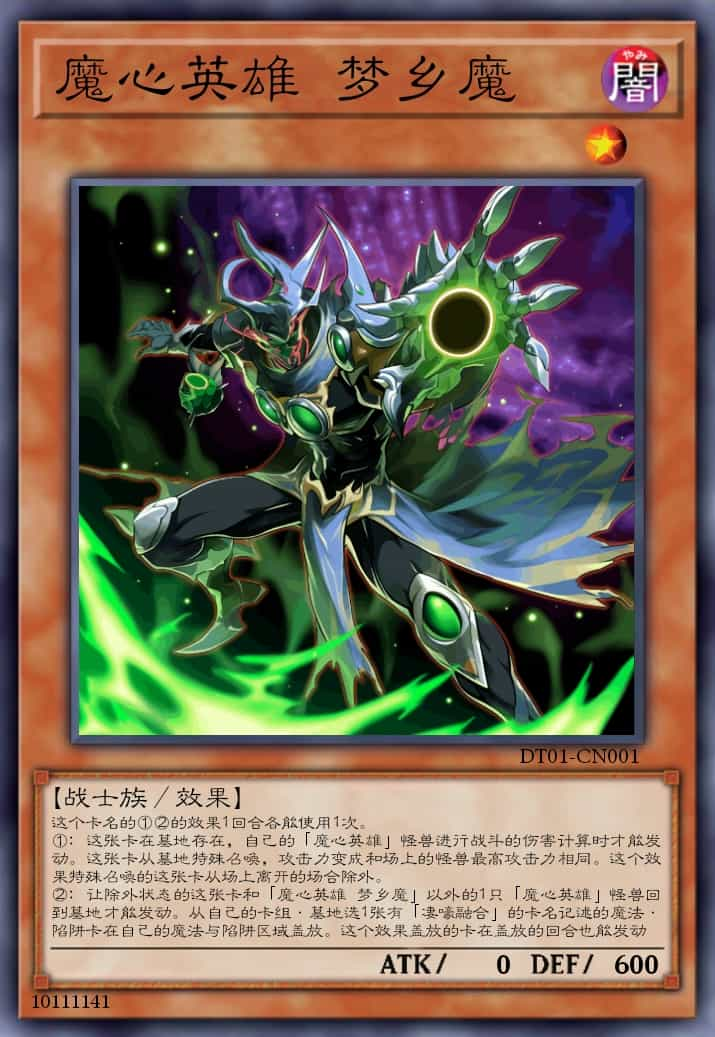 魔心英雄 梦乡魔
やみ
闇
DT01-CN001
【战士族／效果】
这个卡名的①②的效果1回合各能使用1次。
①：这张卡在墓地存在，自己的「魔心英雄」怪兽进行战斗的伤害计算时才能发
动。这张卡从墓地特殊召唤，攻击力变成和场上的怪兽最高攻击力相同。这个效
果特殊召唤的这张卡从场上离开的场合除外。
②：让除外状态的这张卡和「魔心英雄 梦乡魔」以外的1只「魔心英雄」怪兽回
到墓地才能发动。从自己的卡组·墓地选1张有「凄嚎融合」的卡名记述的魔法·
陷阱卡在自己的魔法与陷阱区域盖放。这个效果盖放的卡在盖放的回合也能发动
ATK/ 0 DEF/ 600
10111141